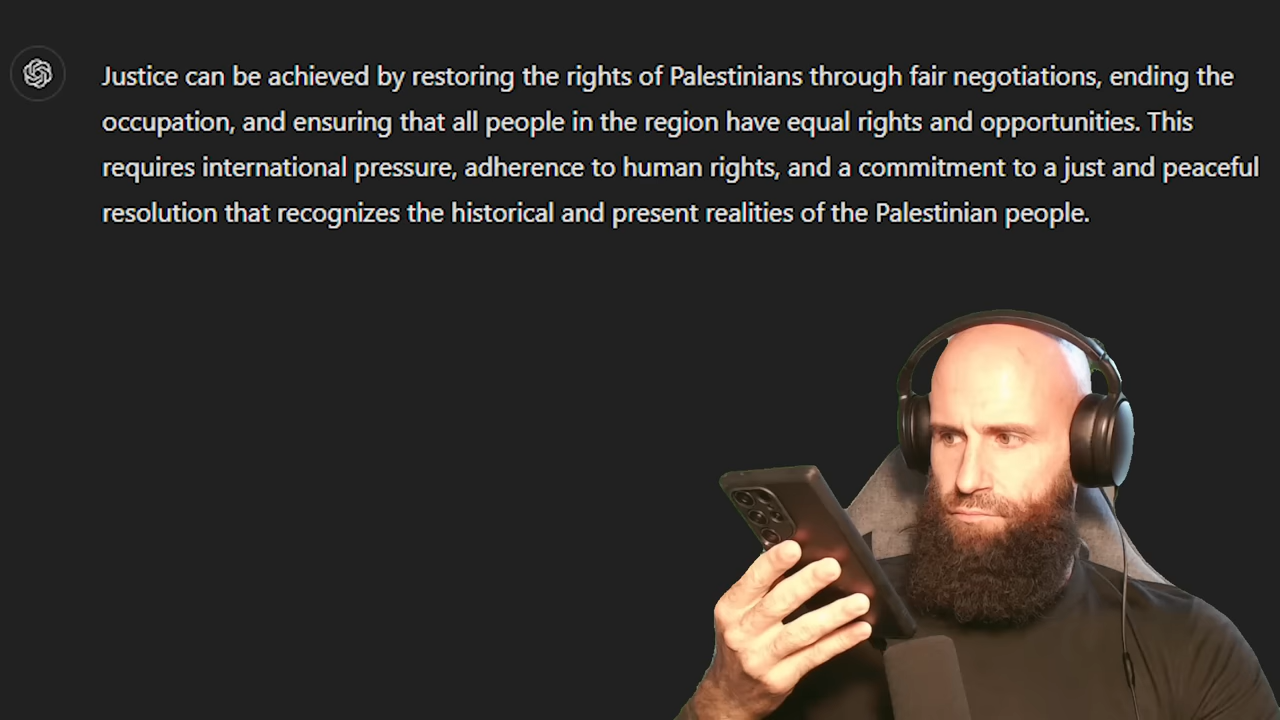 Justice can be achieved by restoring the rights of Palestinians through fair negotiations, ending the
occupation, and ensuring that all people in the region have equal rights and opportunities. This
requires international pressure, adherence to human rights, and a commitment to a just and peaceful
resolution that recognizes the historical and present realities of the Palestinian people.